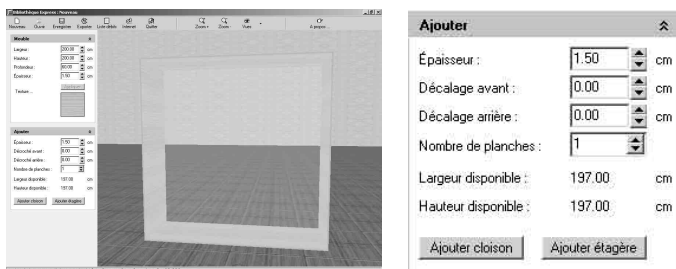 Bibliothèque Express : Nouveau
Nouveau Ouvrir Enregistrer Exporter Liste débits Internet Quitter Zoom + Zoom - Vues A propos ...
Meuble
Largeur : 200.00 cm
Hauteur : 200.00 cm
Profondeur : 60.00 cm
Épaisseur : 1.50 cm
Texture ...
Ajouter
Épaisseur : 1.50 cm
Décroché avant : 0.00 cm
Décroché arrière : 0.00 cm
Nombre de planches : 1
Largeur disponible : 197.00 cm
Hauteur disponible : 197.00 cm
Ajouter cloison Ajouter étagère
Ajouter
Épaisseur : 1.50 cm
Décalage avant : 0.00 cm
Décalage arrière : 0.00 cm
Nombre de planches : 1
Largeur disponible : 197.00 cm
Hauteur disponible : 197.00 cm
Ajouter cloison Ajouter étagère